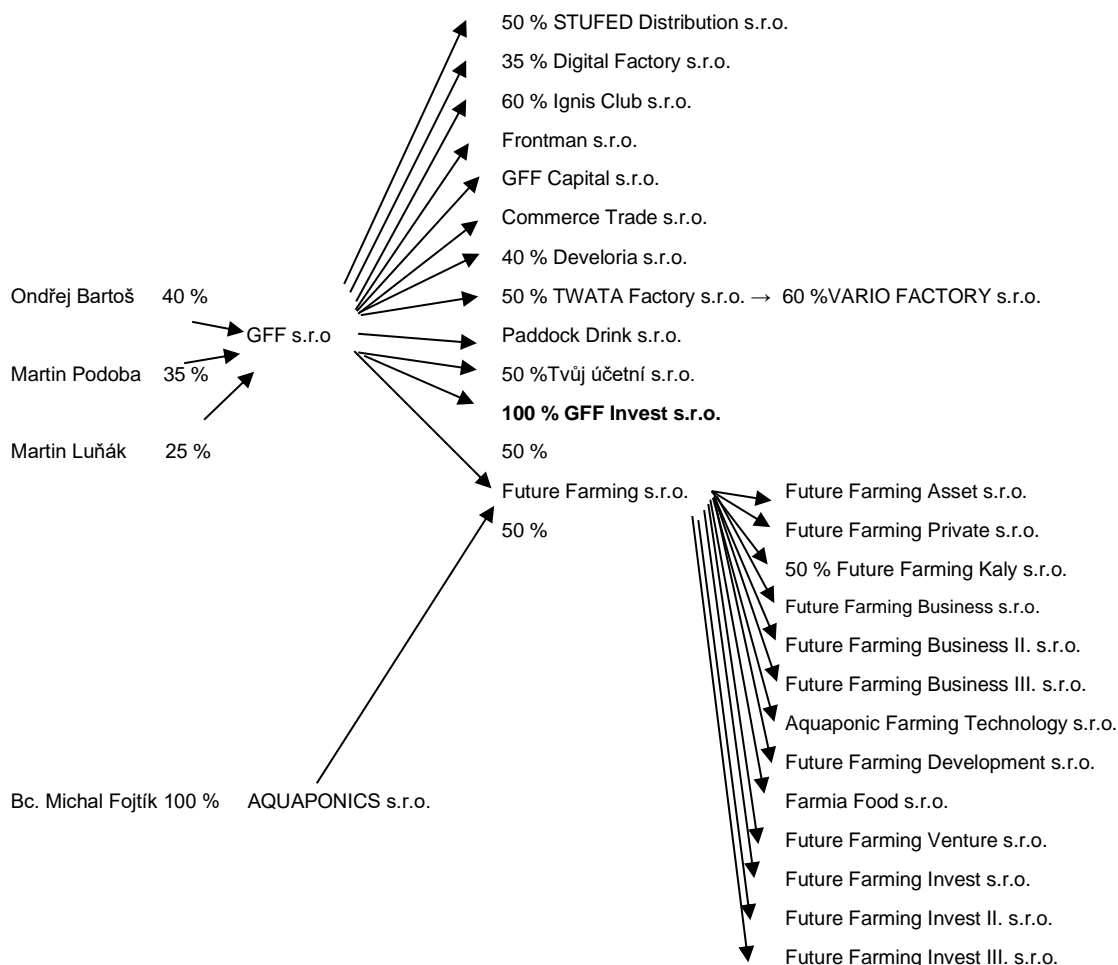 50 % STUFED Distribution s.r.o.
35 % Digital Factory s.r.o.
60 % Ignis Club s.r.o.
Frontman s.r.o.
GFF Capital s.r.o.
Commerce Trade s.r.o.
40 % Develoria s.r.o.
Ondřej Bartoš 40 %
50 % TWATA Factory s.r.o. → 60 %VARIO FACTORY s.r.o.
GFF s.r.o
Paddock Drink s.r.o.
Martin Podoba 35 %
50 %Tvůj účetní s.r.o.
100 % GFF Invest s.r.o.
Martin Luňák 25 %
50 %
Future Farming s.r.o.
Future Farming Asset s.r.o.
50 %
Future Farming Private s.r.o.
50 % Future Farming Kaly s.r.o.
Future Farming Business s.r.o.
Future Farming Business II. s.r.o.
Future Farming Business III. s.r.o.
Aquaponic Farming Technology s.r.o.
Future Farming Development s.r.o.
Bc. Michal Fojtík 100 % AQUAPONICS s.r.o.
Farmia Food s.r.o.
Future Farming Venture s.r.o.
Future Farming Invest s.r.o.
Future Farming Invest II. s.r.o.
Future Farming Invest III. s.r.o.